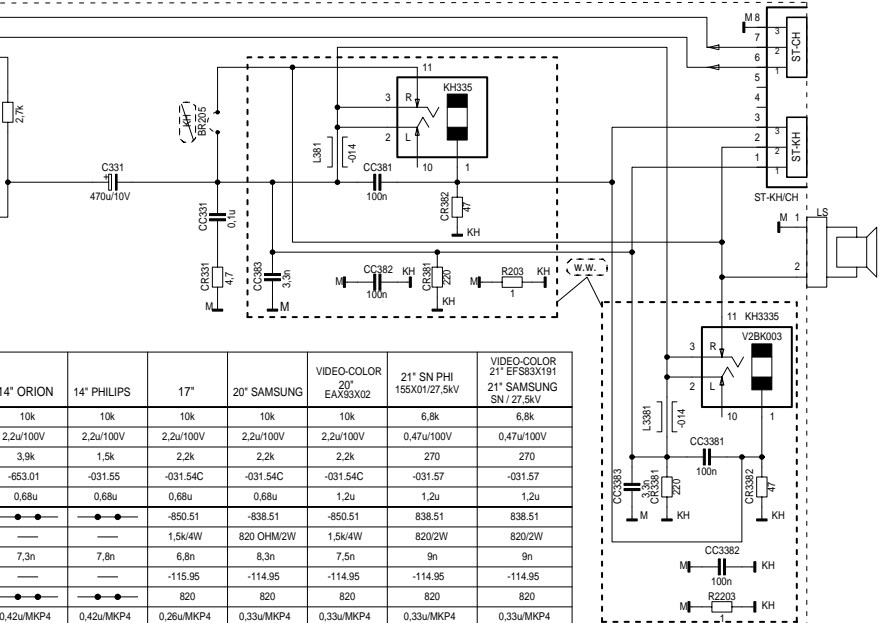 2,7k
KH
BR205
C331
470u/10V
CC331
0,1u
CR331
4,7
M
CC383
3,3n
M
L381
-014
3
R
2
L
11
KH335
10
1
CC381
100n
CR382
47
KH
M
CC382
KH
100n
CR381
220
KH
M
R203
KH
1
w.w.
M 8
7
6
5
4
3
2
1
3
2
1
ST-CH
3
2
1
ST-KH
ST-KH/CH
M 1
2
LS
11 KH3335
V2BK003
3
R
2
L
10
1
L3381
-014
CC3381
100n
CC3383
3,3n
M
CR3381
220
KH
CR3382
47
KH
CC3382
M
KH
100n
R2203
M
KH
1
14" ORION 14" PHILIPS 17" 20" SAMSUNG VIDEO-COLOR 20" EAX93X02 21" SN PHI 155X01/27,5kV VIDEO-COLOR 21" EFS83X191 21" SAMSUNG SN / 27,5kV
10k 10k 10k 10k 10k 6,8k 6,8k
2,2u/100V 2,2u/100V 2,2u/100V 2,2u/100V 2,2u/100V 0,47u/100V 0,47u/100V
3,9k 1,5k 2,2k 2,2k 2,2k 270 270
-653.01 -031.55 -031.54C -031.54C -031.54C -031.57 -031.57
0,68u 0,68u 0,68u 0,68u 1,2u 1,2u 1,2u
-850.51 -838.51 -850.51 838.51 838.51
— — 1,5k/4W 820 OHM/2W 1,5k/4W 820/2W 820/2W
7,3n 7,8n 6,8n 8,3n 7,5n 9n 9n
— — -115.95 -114.95 -114.95 -114.95 -114.95
820 820 820 820 820
0,42u/MKP4 0,42u/MKP4 0,26u/MKP4 0,33u/MKP4 0,33u/MKP4 0,33u/MKP4 0,33u/MKP4